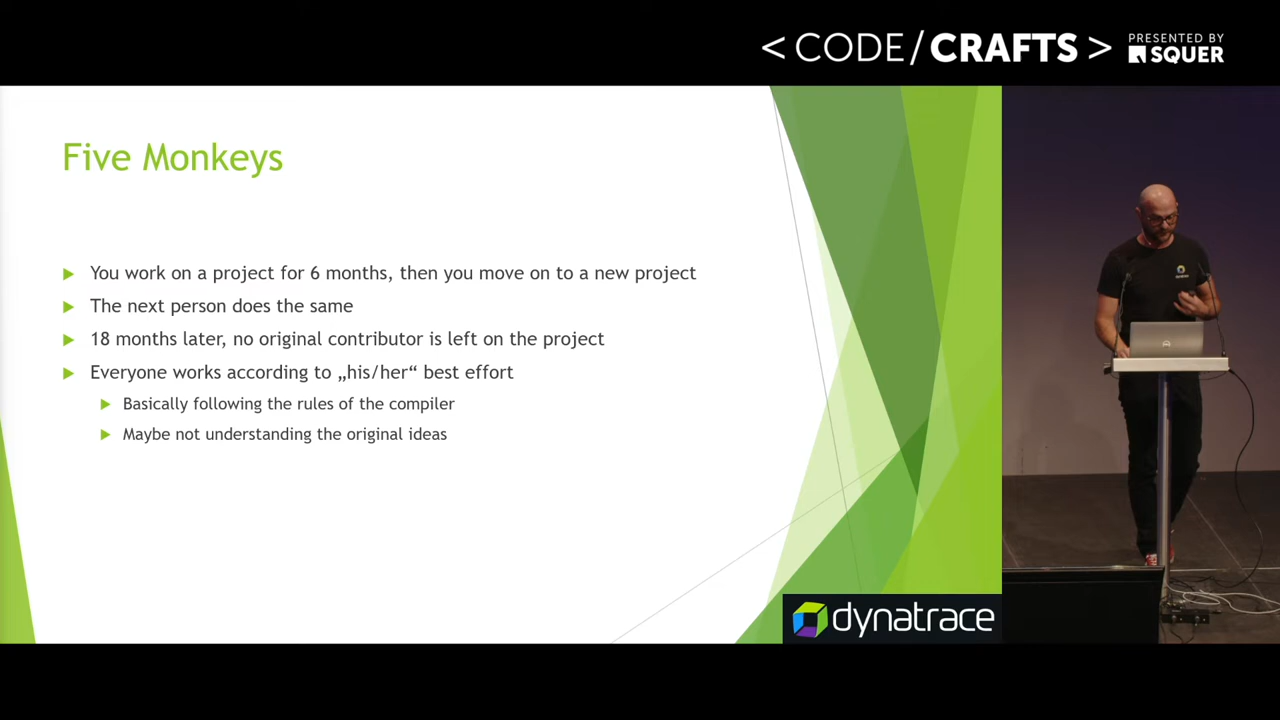 < CODE/CRAFTS >
PRESENTED BY
SQUER
Five Monkeys
You work on a project for 6 months, then you move on to a new project
The next person does the same
18 months later, no original contributor is left on the project
Everyone works according to „his/her“ best effort
Basically following the rules of the compiler
Maybe not understanding the original ideas
dynatrace
dynatrace